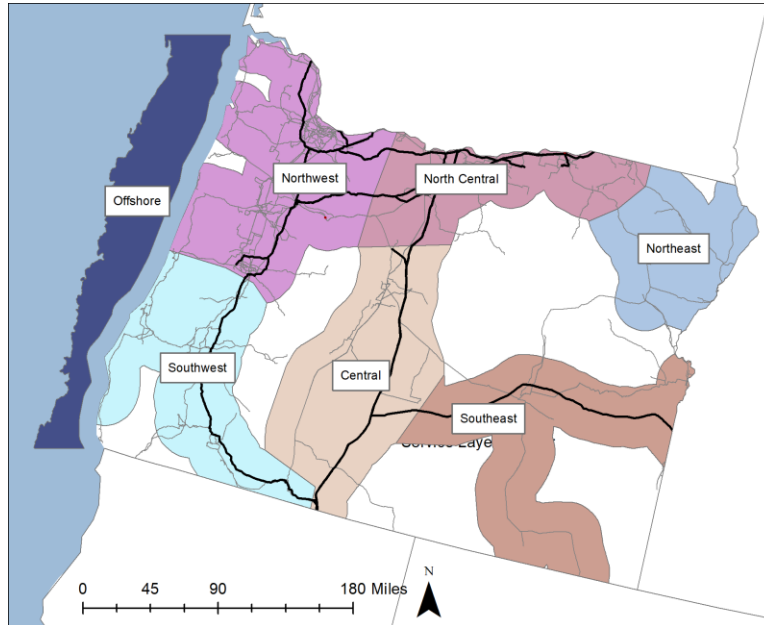 Northwest
North Central
Offshore
Northeast
Southwest
Central
Southeast
N
0 45 90 180 Miles